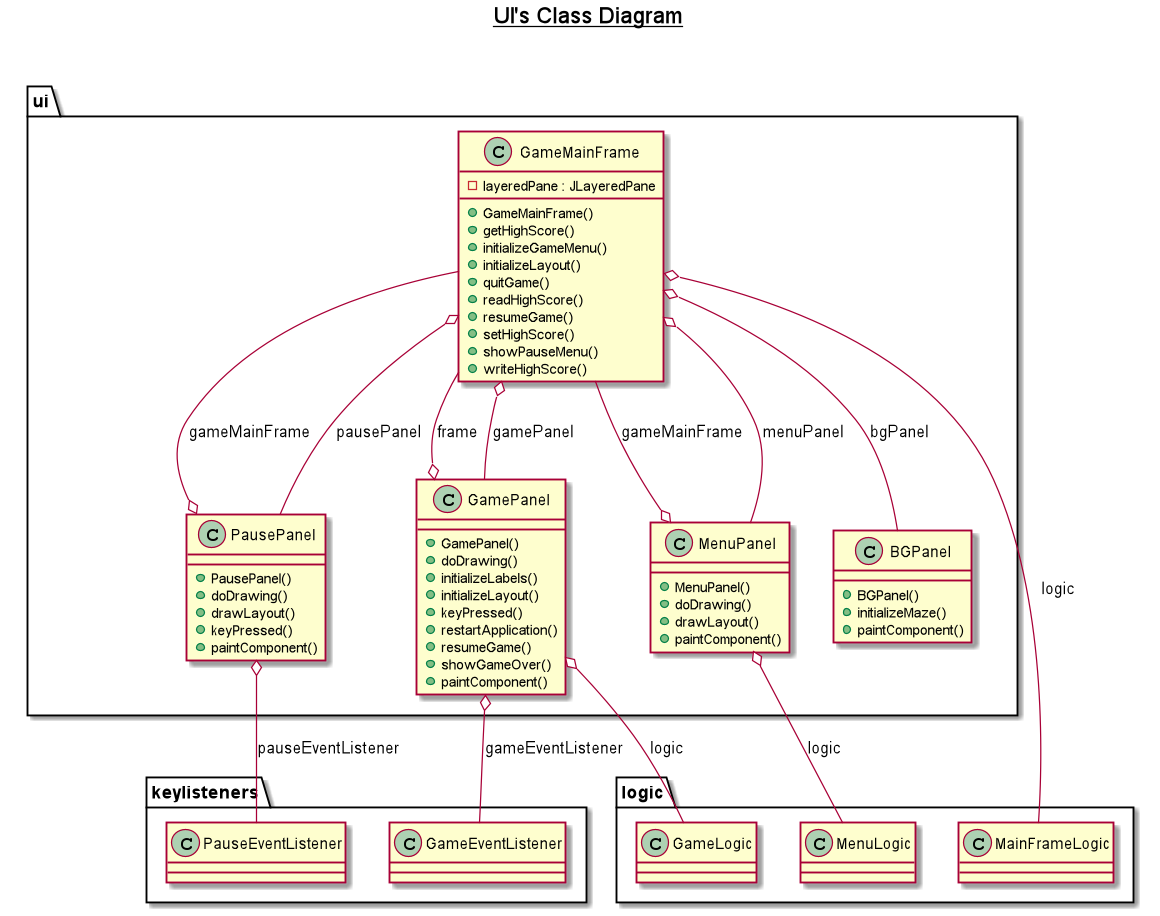 UI's Class Diagram
ui
C GameMainFrame
layeredPane : JLayeredPane
GameMainFrame()
getHighScore()
initializeGameMenu()
initializeLayout()
quitGame()
readHighScore()
resumeGame()
setHighScore()
showPauseMenu()
writeHighScore()
gameMainFrame
pausePanel
frame
gamePanel
gameMainFrame
menuPanel
bgPanel
logic
C PausePanel
PausePanel()
doDrawing()
drawLayout()
keyPressed()
paintComponent()
C GamePanel
GamePanel()
doDrawing()
initializeLabels()
initializeLayout()
keyPressed()
restartApplication()
resumeGame()
showGameOver()
paintComponent()
C MenuPanel
MenuPanel()
doDrawing()
drawLayout()
paintComponent()
C BGPanel
BGPanel()
initializeMaze()
paintComponent()
pauseEventListener
gameEventListener
logic
logic
keylisteners
C PauseEventListener
C GameEventListener
logic
C GameLogic
C MenuLogic
C MainFrameLogic